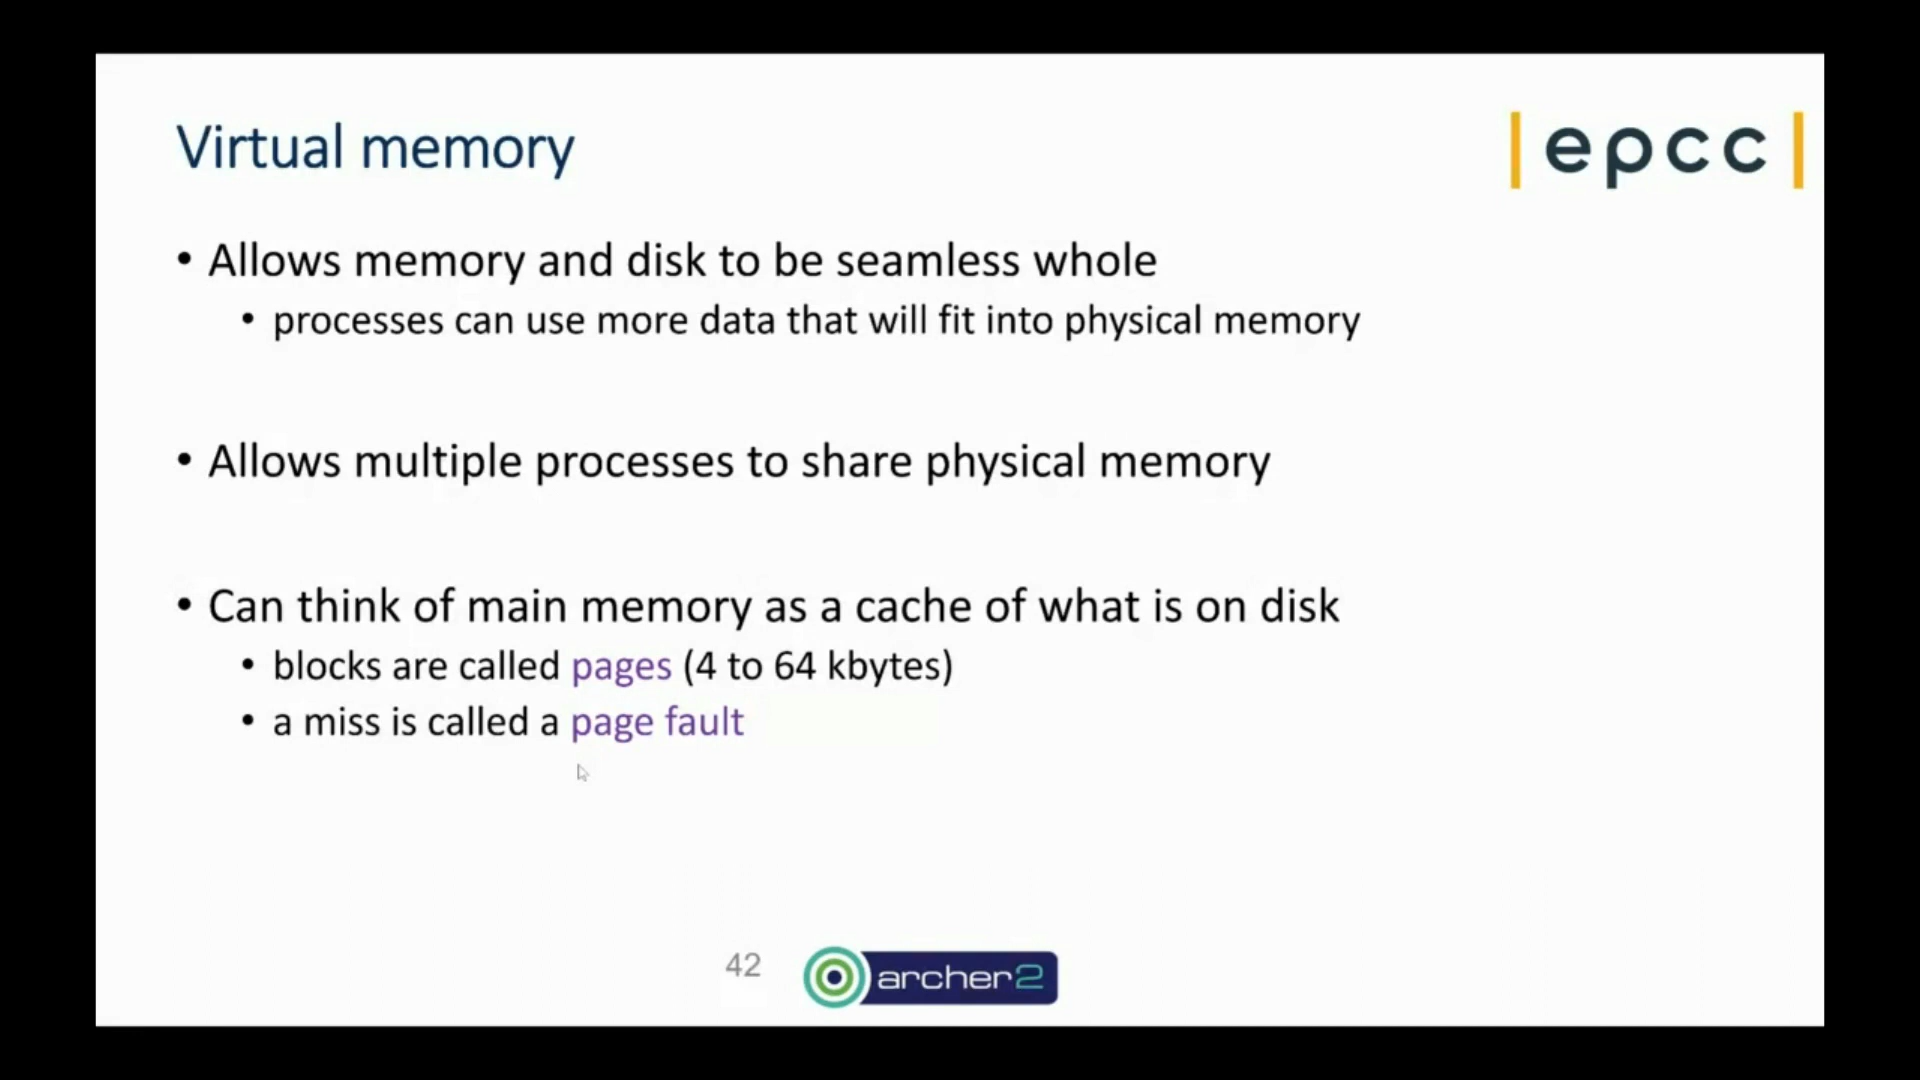 Virtual memory
|epcc|
• Allows memory and disk to be seamless whole
• processes can use more data that will fit into physical memory
• Allows multiple processes to share physical memory
• Can think of main memory as a cache of what is on disk
• blocks are called pages (4 to 64 kbytes)
• a miss is called a page fault
42
archer2